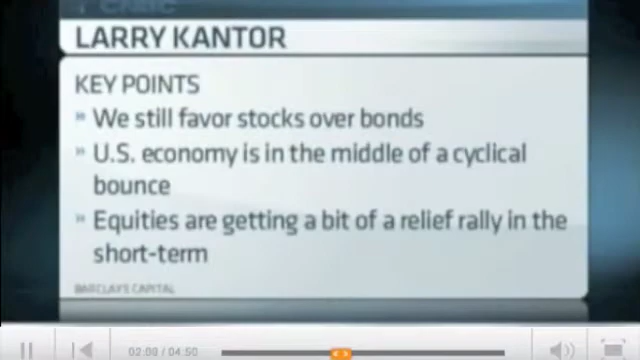 CNBC
LARRY KANTOR
KEY POINTS
» We still favor stocks over bonds
» U.S. economy is in the middle of a cyclical
bounce
» Equities are getting a bit of a relief rally in the
short-term
BARCLAYS CAPITAL
02:09 / 04:50